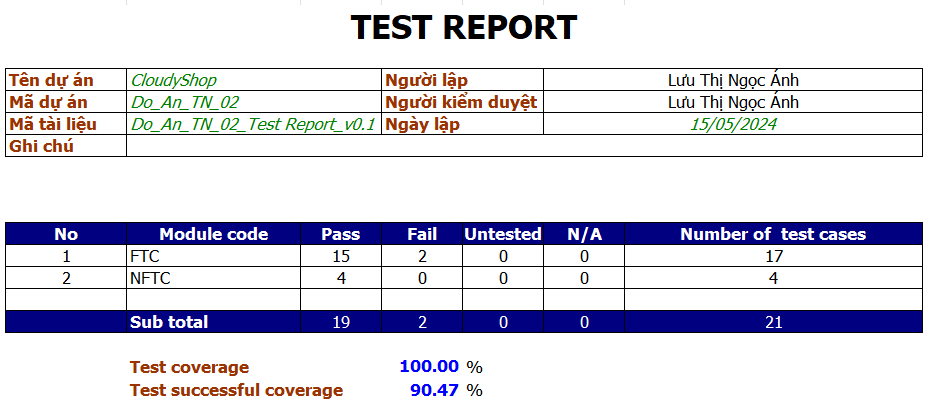 TEST REPORT
Tên dự án CloudyShop Người lập Lưu Thị Ngọc Ánh
Mã dự án Do_An_TN_02 Người kiểm duyệt Lưu Thị Ngọc Ánh
Mã tài liệu Do_An_TN_02_Test Report_v0.1 Ngày lập 15/05/2024
Ghi chú
No Module code Pass Fail Untested N/A Number of test cases
1 FTC 15 2 0 0 17
2 NFTC 4 0 0 0 4
Sub total 19 2 0 0 21
Test coverage 100.00 %
Test successful coverage 90.47 %